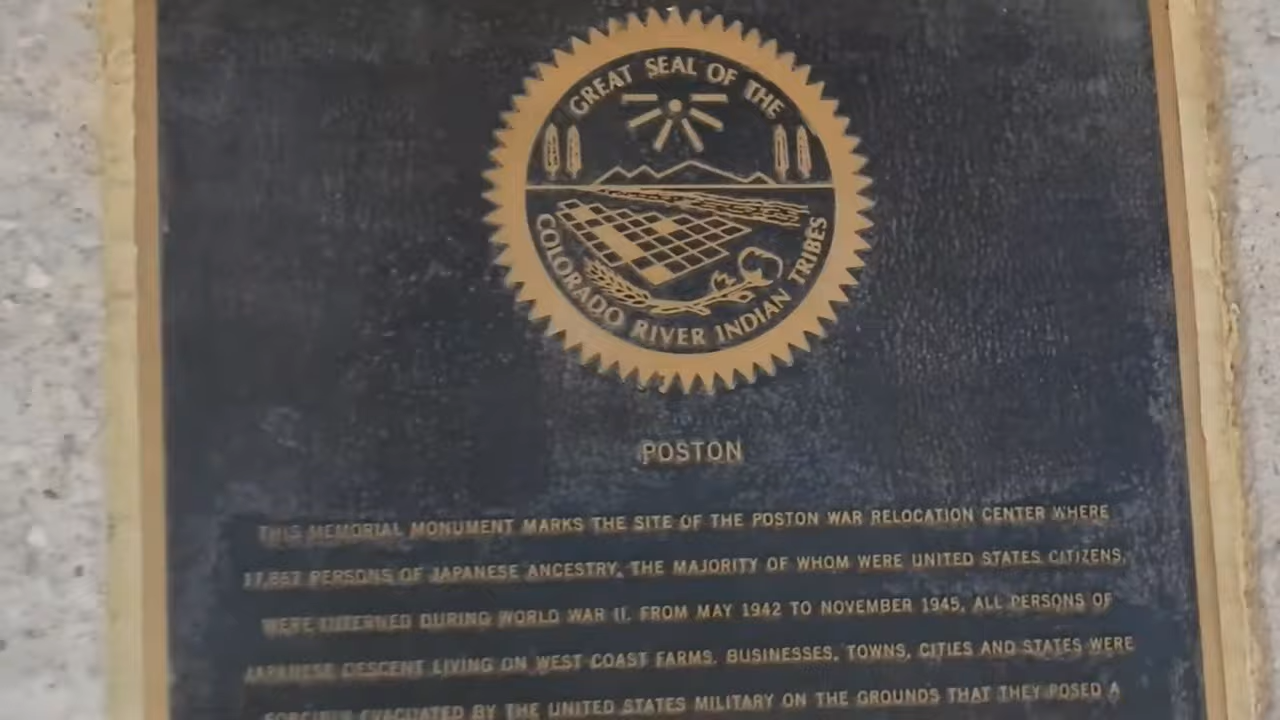 GREAT SEAL OF THE
COLORADO RIVER INDIAN TRIBES
POSTON
THIS MEMORIAL MONUMENT MARKS THE SITE OF THE POSTON WAR RELOCATION CENTER WHERE
17,867 PERSONS OF JAPANESE ANCESTRY, THE MAJORITY OF WHOM WERE UNITED STATES CITIZENS,
WERE INTERNED DURING WORLD WAR II, FROM MAY 1942 TO NOVEMBER 1945. ALL PERSONS OF
JAPANESE DESCENT LIVING ON WEST COAST FARMS, BUSINESSES, TOWNS, CITIES AND STATES WERE
FORCIBLY EVACUATED BY THE UNITED STATES MILITARY ON THE GROUNDS THAT THEY POSED A